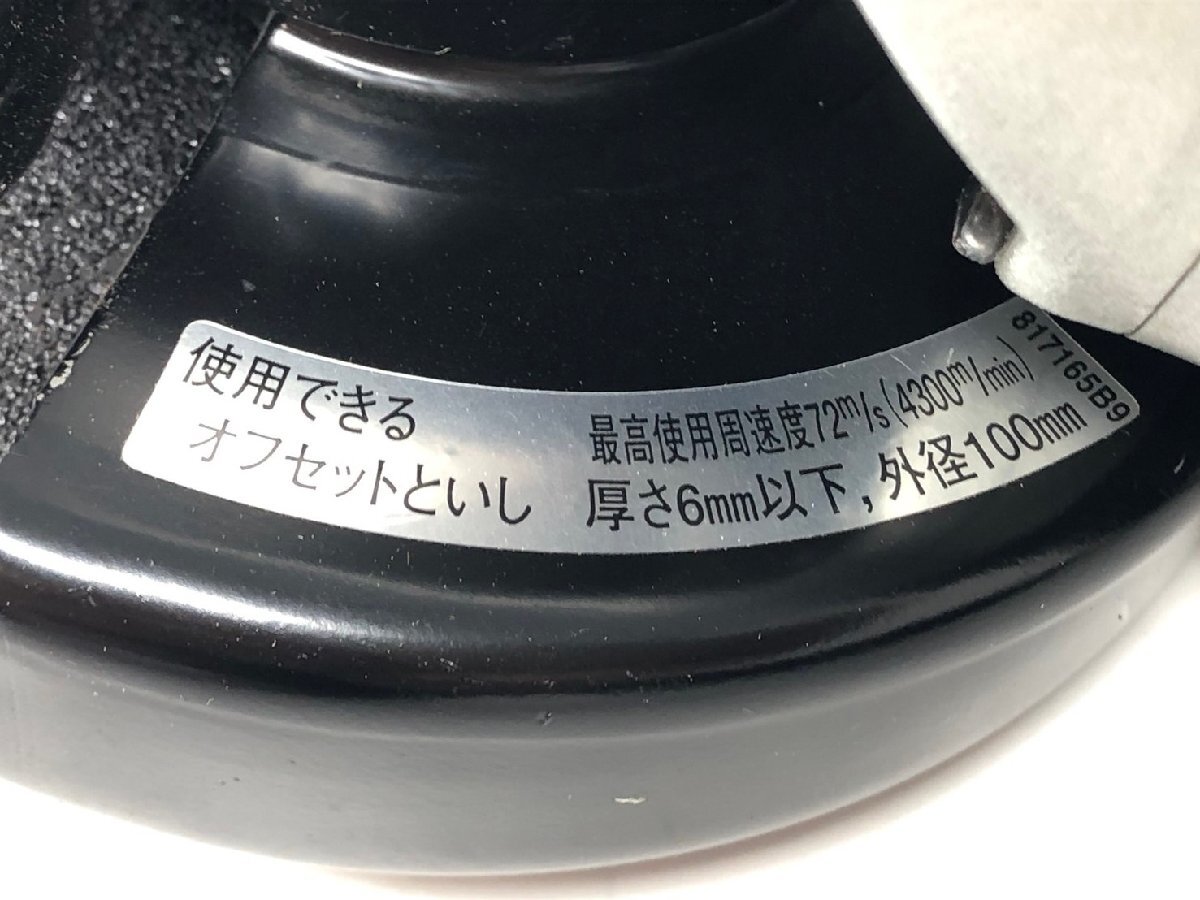 使用できる
オフセットといし
最高使用周速度72m/s(4300m/min)
厚さ6mm以下,外径100mm
817165B9